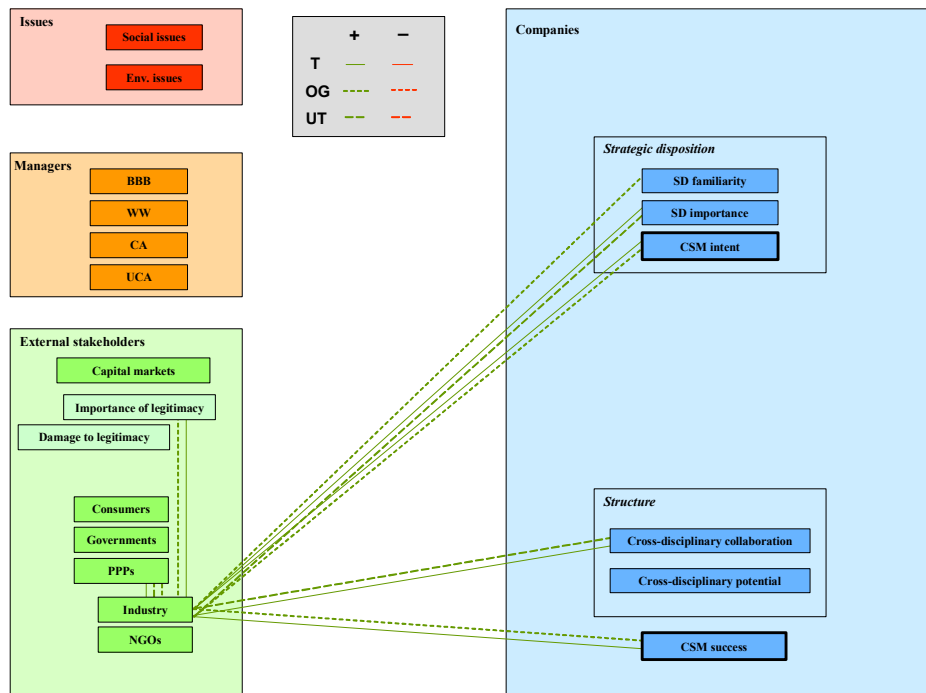 Issues
Social issues
Env. issues
+ −
T
OG
UT
Companies
Managers
BBB
WW
CA
UCA
Strategic disposition
SD familiarity
SD importance
CSM intent
External stakeholders
Capital markets
Importance of legitimacy
Damage to legitimacy
Consumers
Governments
PPPs
Industry
NGOs
Structure
Cross-disciplinary collaboration
Cross-disciplinary potential
CSM success